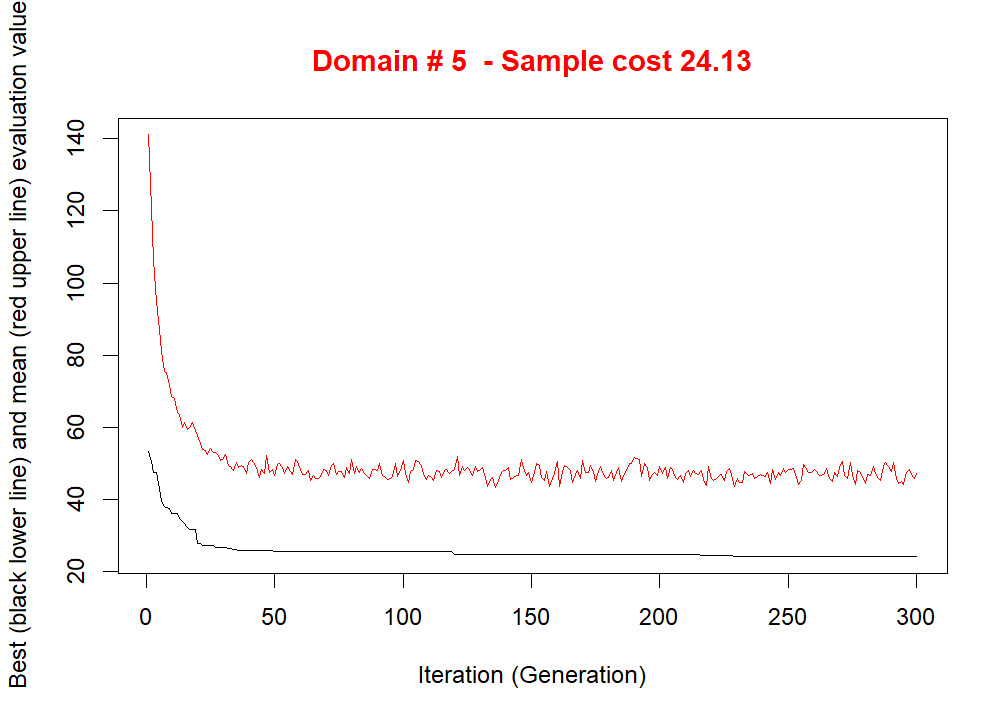 Domain # 5  - Sample cost 24.13
Best (black lower line) and mean (red upper line) evaluation value
140
120
100
80
60
40
20
0 50 100 150 200 250 300
Iteration (Generation)